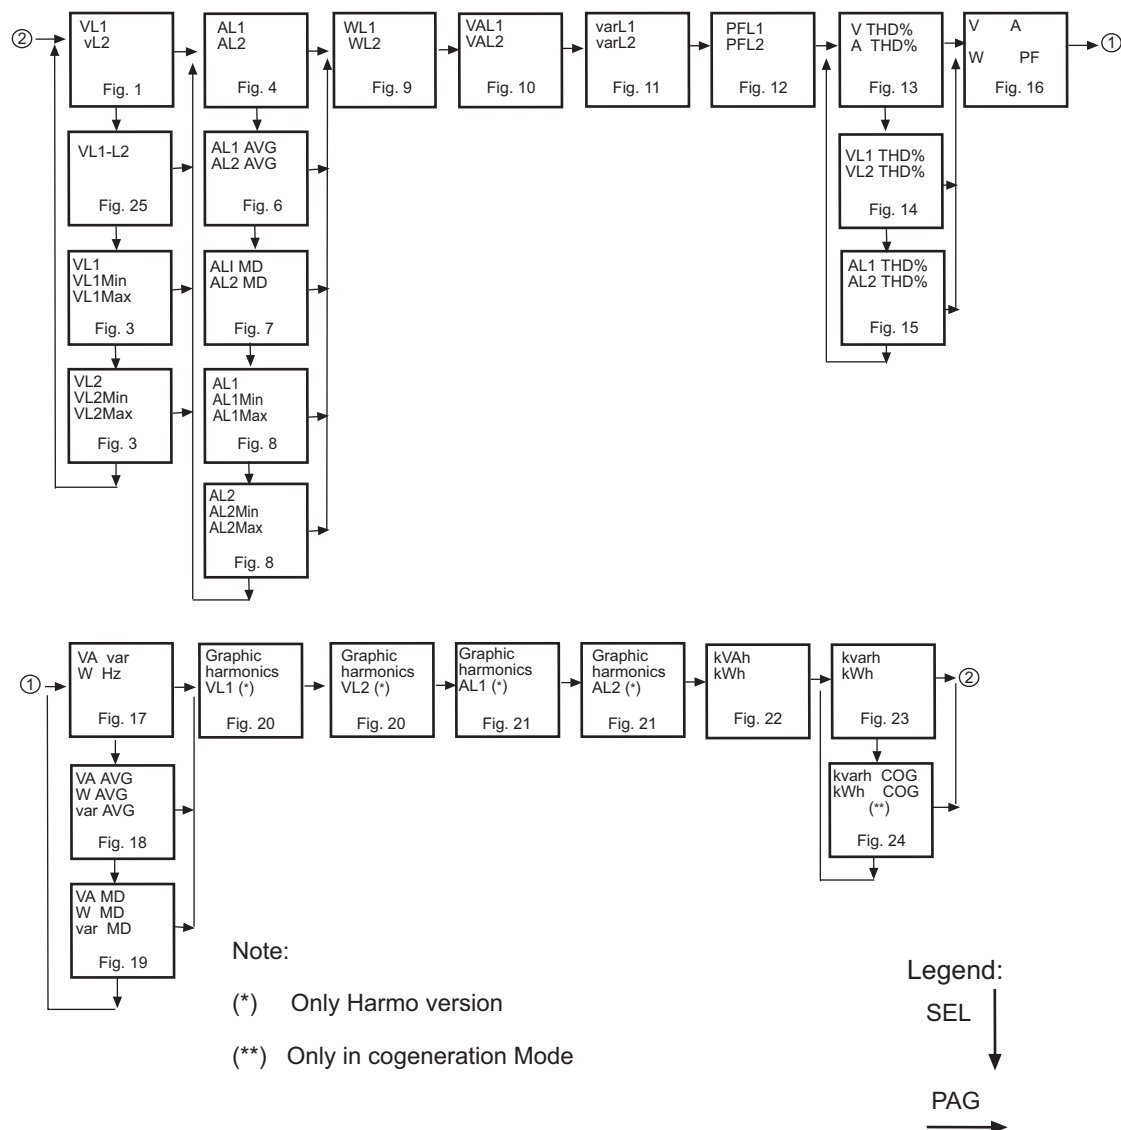 ②
VL1
vL2
Fig. 1
AL1
AL2
Fig. 4
WL1
WL2
Fig. 9
VAL1
VAL2
Fig. 10
varL1
varL2
Fig. 11
PFL1
PFL2
Fig. 12
V THD%
A THD%
Fig. 13
V A
W PF
Fig. 16
①
VL1-L2
Fig. 25
AL1 AVG
AL2 AVG
Fig. 6
VL1 THD%
VL2 THD%
Fig. 14
VL1
VL1Min
VL1Max
Fig. 3
ALI MD
AL2 MD
Fig. 7
AL1 THD%
AL2 THD%
Fig. 15
VL2
VL2Min
VL2Max
Fig. 3
AL1
AL1Min
AL1Max
Fig. 8
AL2
AL2Min
AL2Max
Fig. 8
①
VA var
W Hz
Fig. 17
Graphic
harmonics
VL1 (*)
Fig. 20
Graphic
harmonics
VL2 (*)
Fig. 20
Graphic
harmonics
AL1 (*)
Fig. 21
Graphic
harmonics
AL2 (*)
Fig. 21
kVAh
kWh
Fig. 22
kvarh
kWh
Fig. 23
②
VA AVG
W AVG
var AVG
Fig. 18
kvarh COG
kWh COG
(**)
Fig. 24
VA MD
W MD
var MD
Fig. 19
Note:
(*) Only Harmo version
(**) Only in cogeneration Mode
Legend:
SEL
PAG